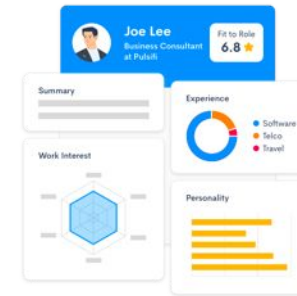 Joe Lee
Business Consultant
at Pulsifi
Fit to Role
6.8
Summary
Experience
Software
Telco
Travel
Work Interest
Personality